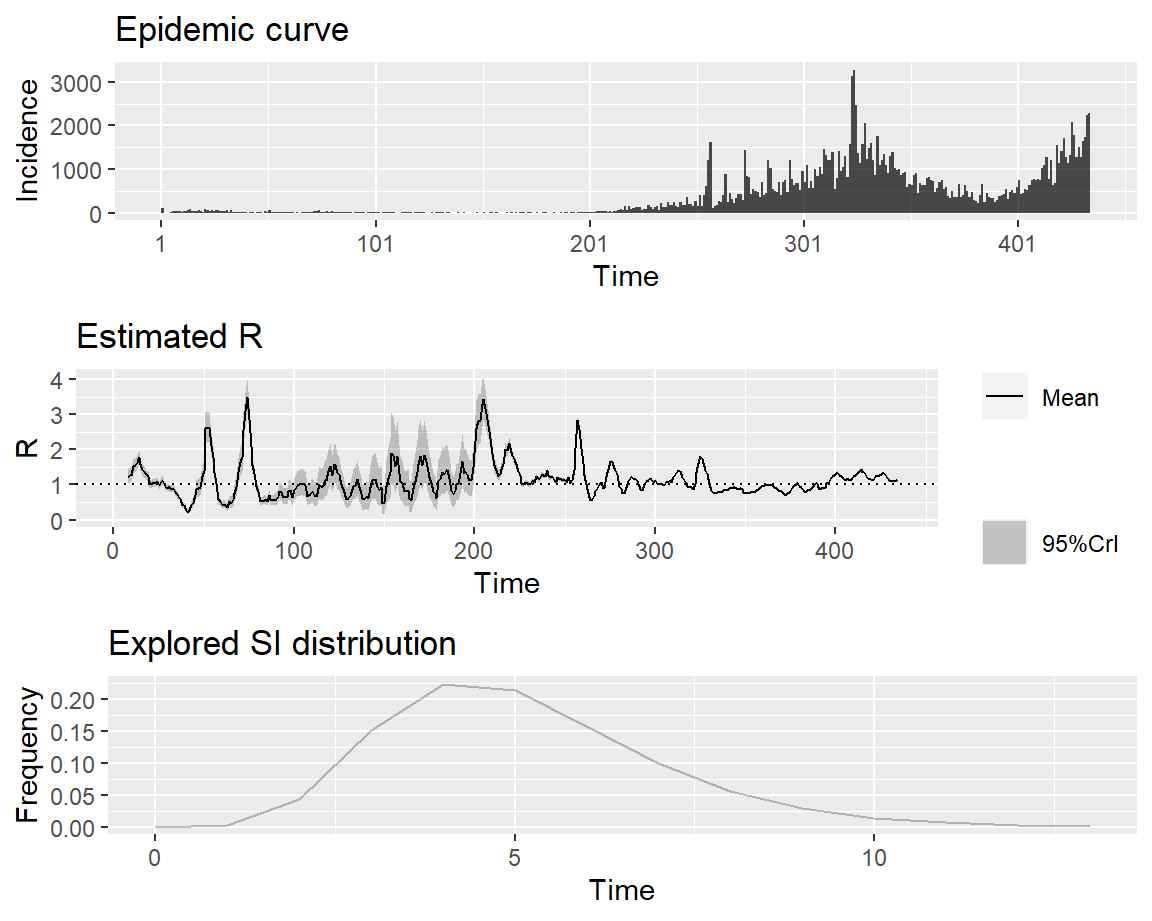 Epidemic curve
Incidence
3000
2000
1000
0
1 101 201 301 401
Time
Estimated R
R
4
3
2
1
0
0 100 200 300 400
Time
Mean
95%CrI
Explored SI distribution
Frequency
0.20
0.15
0.10
0.05
0.00
0 5 10
Time